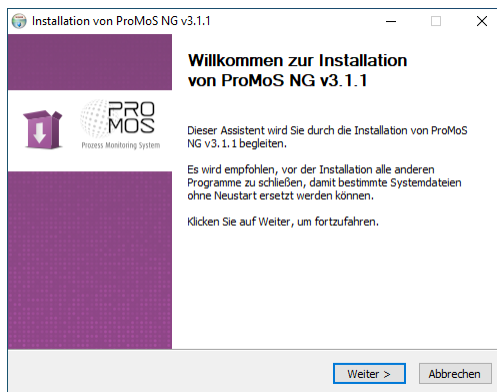 Installation von ProMoS NG v3.1.1
Willkommen zur Installation
von ProMoS NG v3.1.1
PRO
MOS
Prozess Monitoring System
Dieser Assistent wird Sie durch die Installation von ProMoS
NG v3.1.1 begleiten.
Es wird empfohlen, vor der Installation alle anderen
Programme zu schließen, damit bestimmte Systemdateien
ohne Neustart ersetzt werden können.
Klicken Sie auf Weiter, um fortzufahren.
Weiter >
Abbrechen